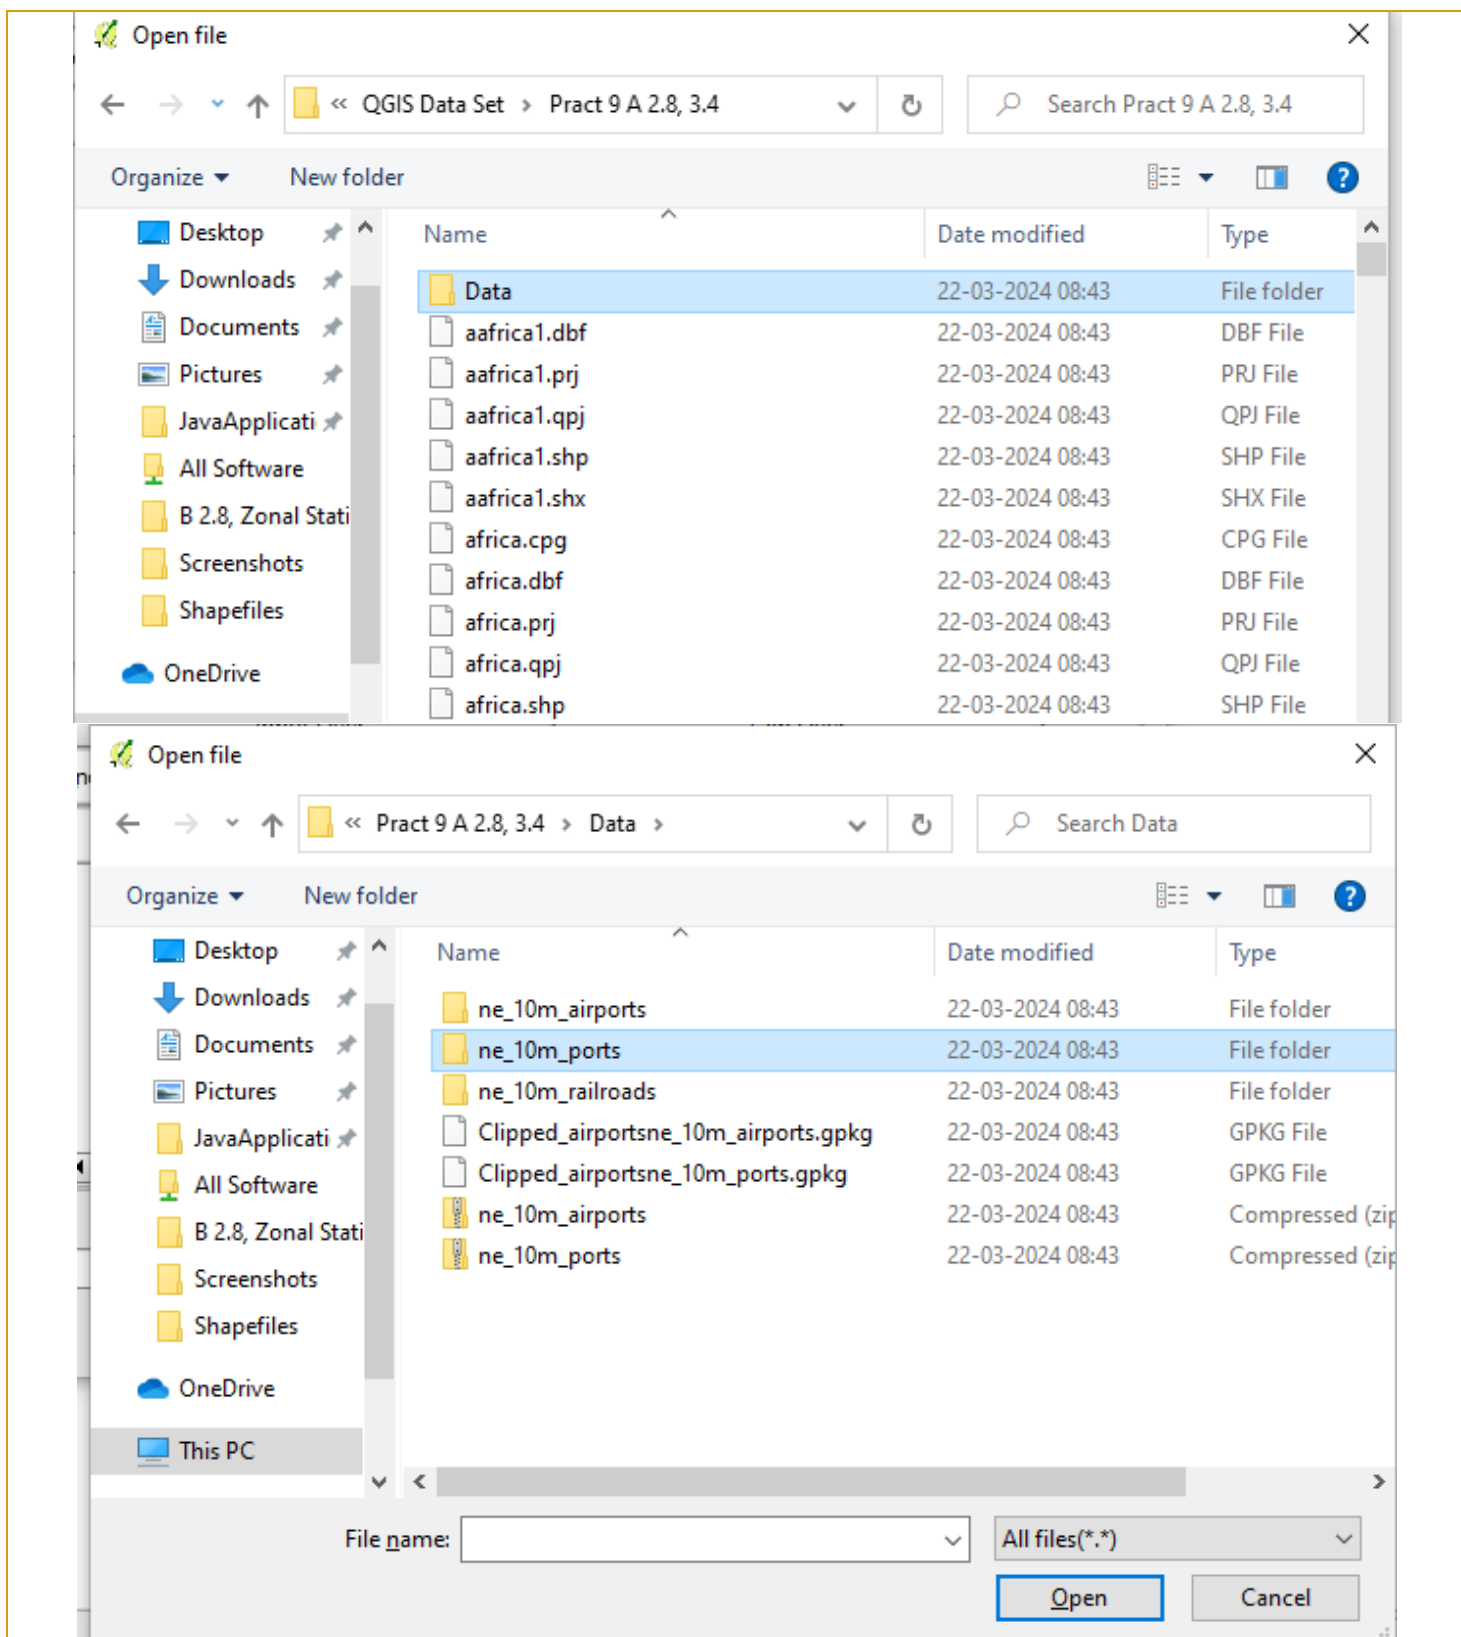 Open file
« QGIS Data Set > Pract 9 A 2.8, 3.4
Search Pract 9 A 2.8, 3.4
Organize
New folder
Name
Date modified
Type
Desktop
Downloads
Documents
Pictures
JavaApplicati
All Software
B 2.8, Zonal Stati
Screenshots
Shapefiles
OneDrive
Data 22-03-2024 08:43 File folder
aafrica1.dbf 22-03-2024 08:43 DBF File
aafrica1.prj 22-03-2024 08:43 PRJ File
aafrica1.qpj 22-03-2024 08:43 QPJ File
aafrica1.shp 22-03-2024 08:43 SHP File
aafrica1.shx 22-03-2024 08:43 SHX File
africa.cpg 22-03-2024 08:43 CPG File
africa.dbf 22-03-2024 08:43 DBF File
africa.prj 22-03-2024 08:43 PRJ File
africa.qpj 22-03-2024 08:43 QPJ File
africa.shp 22-03-2024 08:43 SHP File
Open file
« Pract 9 A 2.8, 3.4 > Data >
Search Data
Organize
New folder
Name
Date modified
Type
Desktop
Downloads
Documents
Pictures
JavaApplicati
All Software
B 2.8, Zonal Stati
Screenshots
Shapefiles
OneDrive
This PC
ne_10m_airports 22-03-2024 08:43 File folder
ne_10m_ports 22-03-2024 08:43 File folder
ne_10m_railroads 22-03-2024 08:43 File folder
Clipped_airportsne_10m_airports.gpkg 22-03-2024 08:43 GPKG File
Clipped_airportsne_10m_ports.gpkg 22-03-2024 08:43 GPKG File
ne_10m_airports 22-03-2024 08:43 Compressed (zip
ne_10m_ports 22-03-2024 08:43 Compressed (zip
File name:
All files(*.*)
Open
Cancel